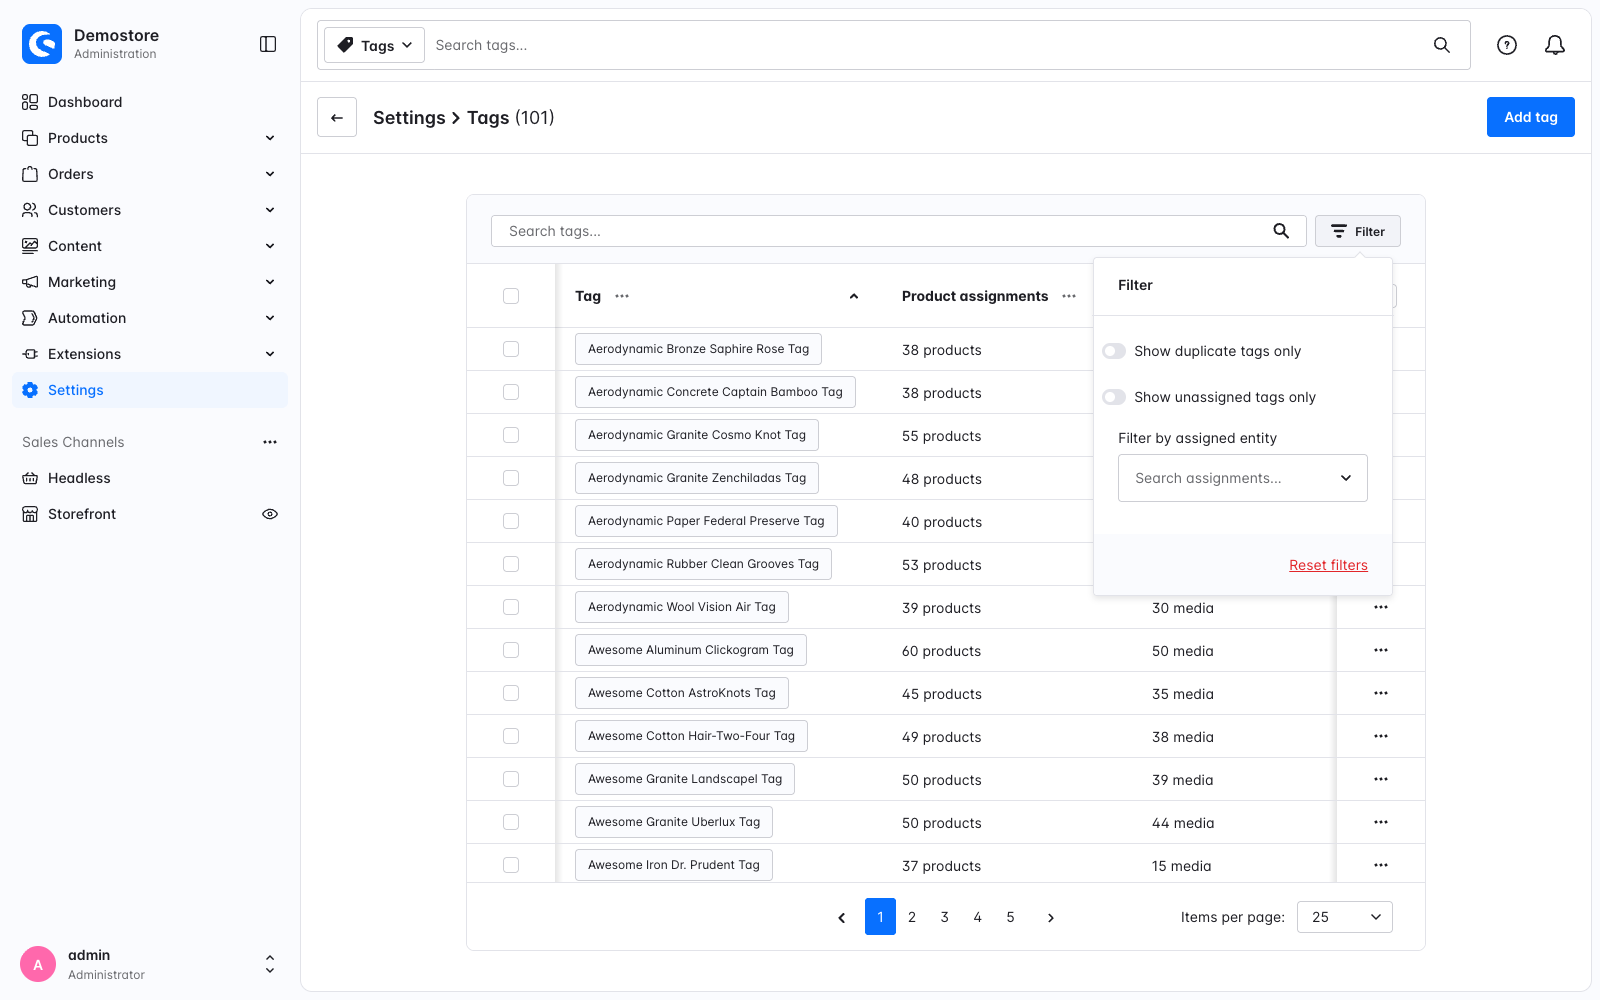 Demostore
Administration
Dashboard
Products
Orders
Customers
Content
Marketing
Automation
Extensions
Settings
Sales Channels
Headless
Storefront
A
admin
Administrator
Tags
Search tags...
Settings > Tags (101)
Add tag
Search tags...
Filter
Tag
Product assignments
Aerodynamic Bronze Saphire Rose Tag
38 products
Aerodynamic Concrete Captain Bamboo Tag
38 products
Aerodynamic Granite Cosmo Knot Tag
55 products
Aerodynamic Granite Zenchiladas Tag
48 products
Aerodynamic Paper Federal Preserve Tag
40 products
Aerodynamic Rubber Clean Grooves Tag
53 products
Aerodynamic Wool Vision Air Tag
39 products
30 media
Awesome Aluminum Clickogram Tag
60 products
50 media
Awesome Cotton AstroKnots Tag
45 products
35 media
Awesome Cotton Hair-Two-Four Tag
49 products
38 media
Awesome Granite Landscapel Tag
50 products
39 media
Awesome Granite Uberlux Tag
50 products
44 media
Awesome Iron Dr. Prudent Tag
37 products
15 media
Filter
Show duplicate tags only
Show unassigned tags only
Filter by assigned entity
Search assignments...
Reset filters
1 2 3 4 5
Items per page: 25